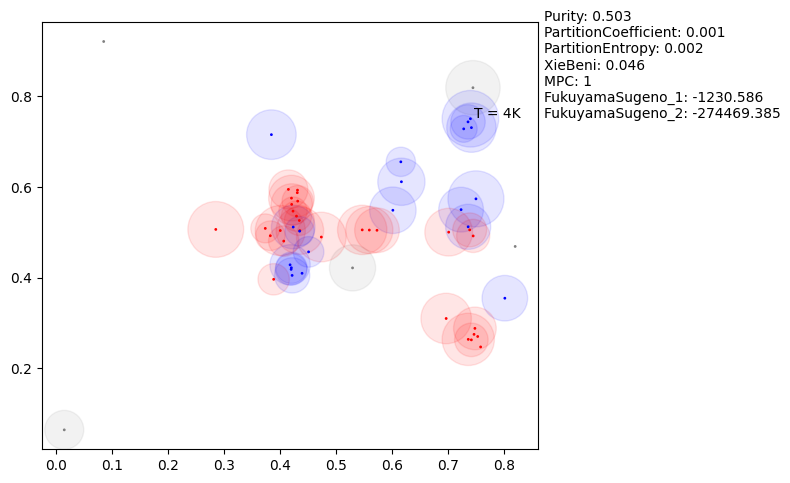 Purity: 0.503
PartitionCoefficient: 0.001
PartitionEntropy: 0.002
XieBeni: 0.046
MPC: 1
FukuyamaSugeno_1: -1230.586
FukuyamaSugeno_2: -274469.385
T = 4K
0.8
0.6
0.4
0.2
0.0 0.1 0.2 0.3 0.4 0.5 0.6 0.7 0.8